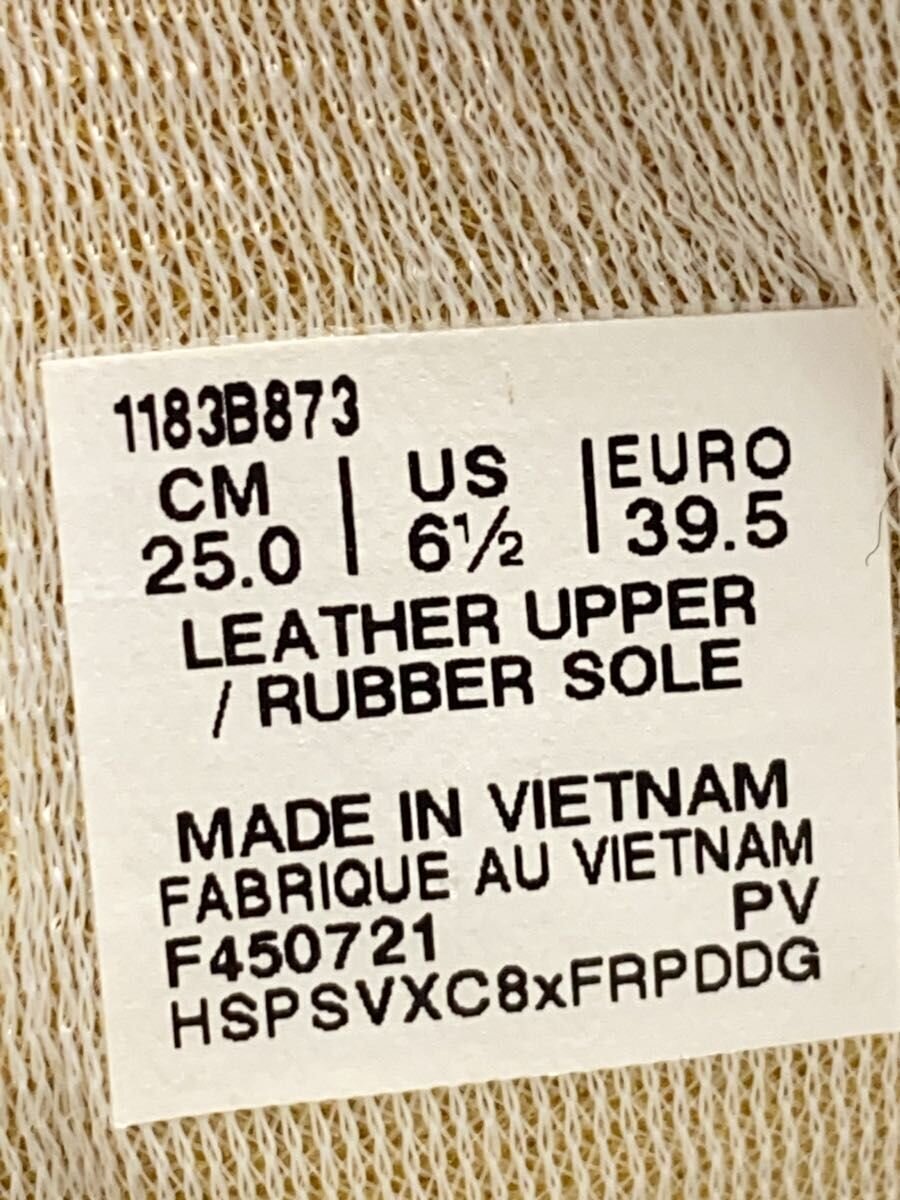 1183B873
CM | US | EURO
25.0 | 6½ | 39.5
LEATHER UPPER
/ RUBBER SOLE
MADE IN VIETNAM
FABRIQUE AU VIETNAM
F450721 PV
HSPSVXC8xFRPDDG